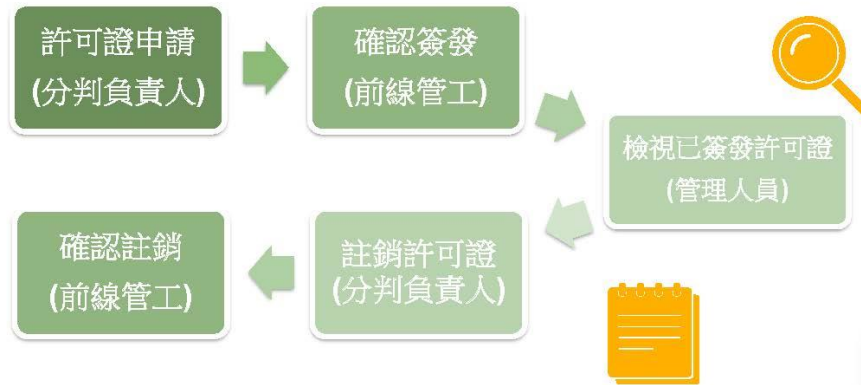 許可證申請
(分判負責人)
確認簽發
(前線管工)
檢視已簽發許可證
(管理人員)
註銷許可證
(分判負責人)
確認註銷
(前線管工)